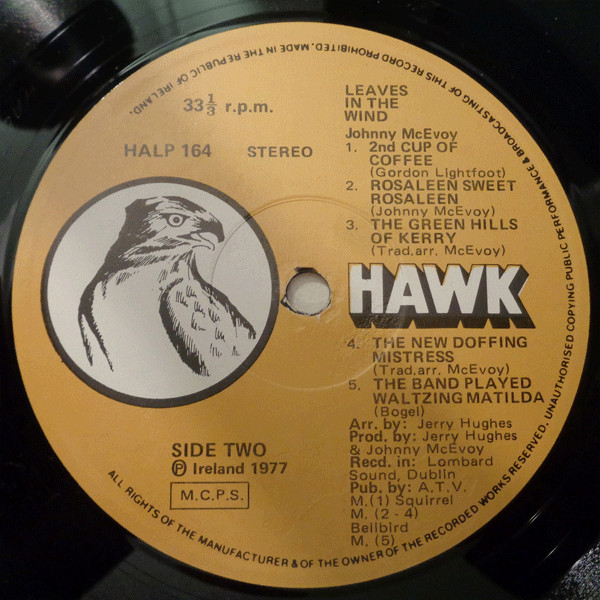 33 1/3 r.p.m.
HALP 164 STEREO
LEAVES
IN THE
WIND
Johnny McEvoy
1. 2nd CUP OF
COFFEE
(Gordon Lightfoot)
2. ROSALEEN SWEET
ROSALEEN
(Johnny McEvoy)
3. THE GREEN HILLS
OF KERRY
(Trad.arr. McEvoy)
HAWK
4. THE NEW DOFFING
MISTRESS
(Trad.arr. McEvoy)
5. THE BAND PLAYED
WALTZING MATILDA
(Bogel)
Arr. by: Jerry Hughes
Prod. by: Jerry Hughes
& Johnny McEvoy
Recd. in: Lombard
Sound, Dublin
Pub. by: A.T.V.
M.(1) Squirrel
M, (2-4)
Bellbird
M. (5)
SIDE TWO
Ⓟ Ireland 1977
M.C.P.S.
ALL RIGHTS OF THE MANUFACTURER & OF THE OWNER OF THE RECORDED WORKS RESERVED. UNAUTHORISED COPYING PUBLIC PERFORMANCE & BROADCASTING OF THIS RECORD PROHIBITED. MADE IN THE REPUBLIC OF IRELAND.